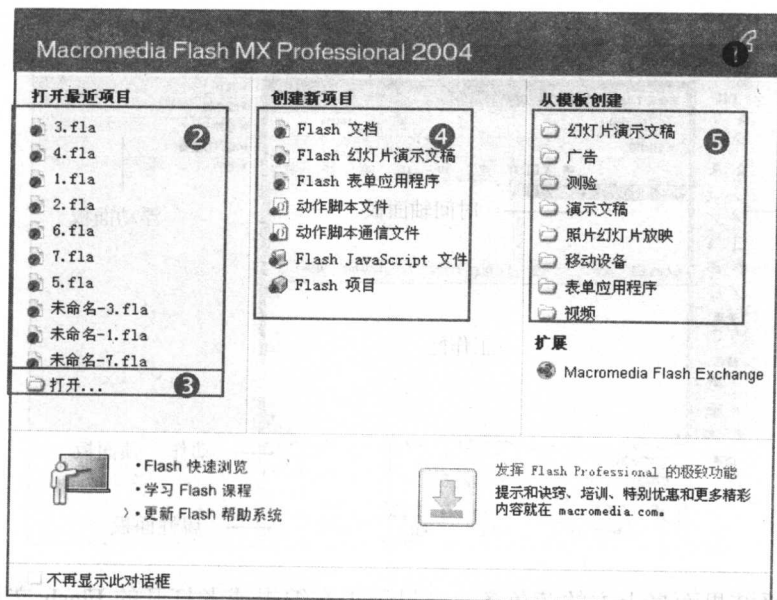 Macromedia Flash MX Professional 2004
❶
打开最近项目
❷
3.fla
4.fla
1.fla
2.fla
6.fla
7.fla
5.fla
未命名-3.fla
未命名-1.fla
未命名-7.fla
打开...
❸
创建新项目
❹
Flash 文档
Flash 幻灯片演示文稿
Flash 表单应用程序
动作脚本文件
动作脚本通信文件
Flash JavaScript 文件
Flash 项目
从模板创建
❺
幻灯片演示文稿
广告
测验
演示文稿
照片幻灯片放映
移动设备
表单应用程序
视频
扩展
Macromedia Flash Exchange
•Flash 快速浏览
•学习 Flash 课程
〉•更新 Flash 帮助系统
发挥 Flash Professional 的极致功能
提示和诀窍、培训、特别优惠和更多精彩
内容就在 macromedia.com。
不再显示此对话框